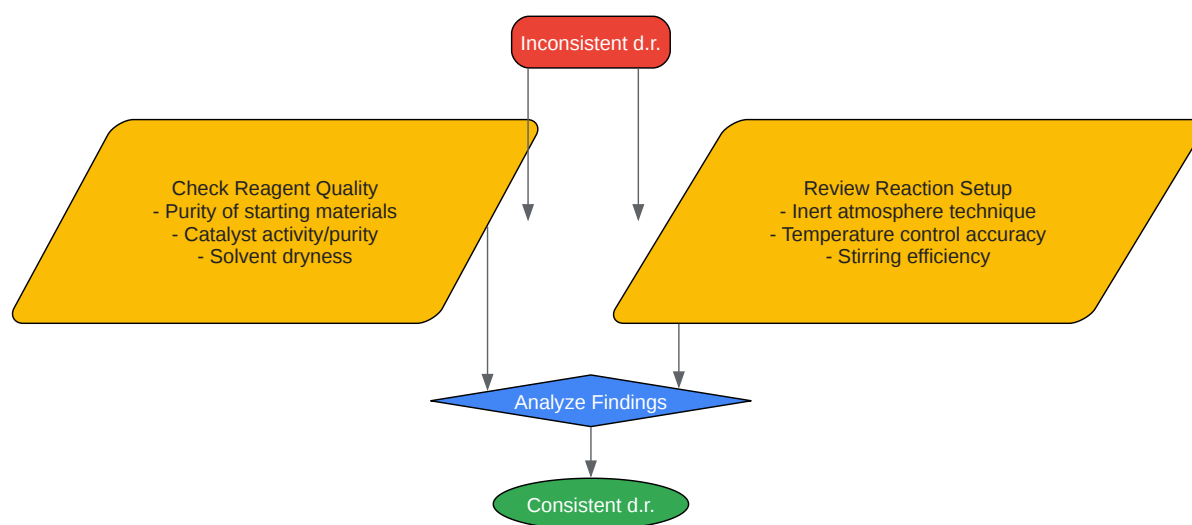 Inconsistent d.r.
Check Reagent Quality
- Purity of starting materials
- Catalyst activity/purity
- Solvent dryness
Review Reaction Setup
- Inert atmosphere technique
- Temperature control accuracy
- Stirring efficiency
Analyze Findings
Consistent d.r.